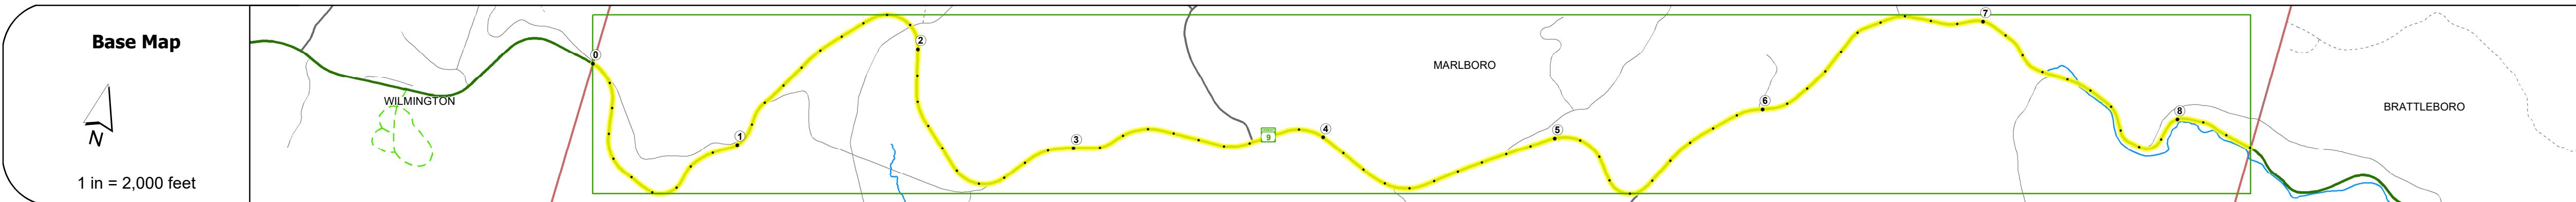 Base Map
N
1 in = 2,000 feet
WILMINGTON
0
1
2
3
9
4
MARLBORO
5
6
7
8
BRATTLEBORO